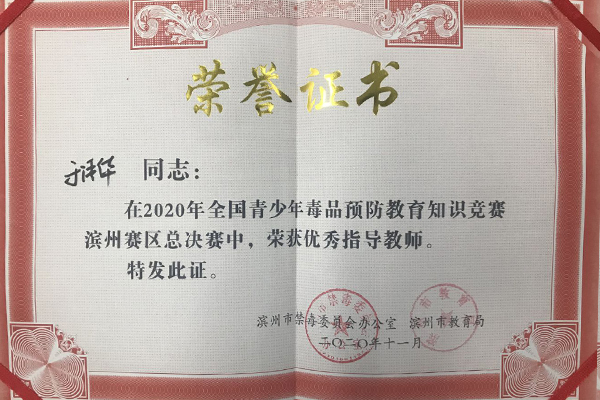 荣誉证书
同志：
在2020年全国青少年毒品预防教育知识竞赛
滨州赛区总决赛中，荣获优秀指导教师。
特发此证。
滨州市禁毒委员会办公室 滨州市教育局
二〇二〇年十一月